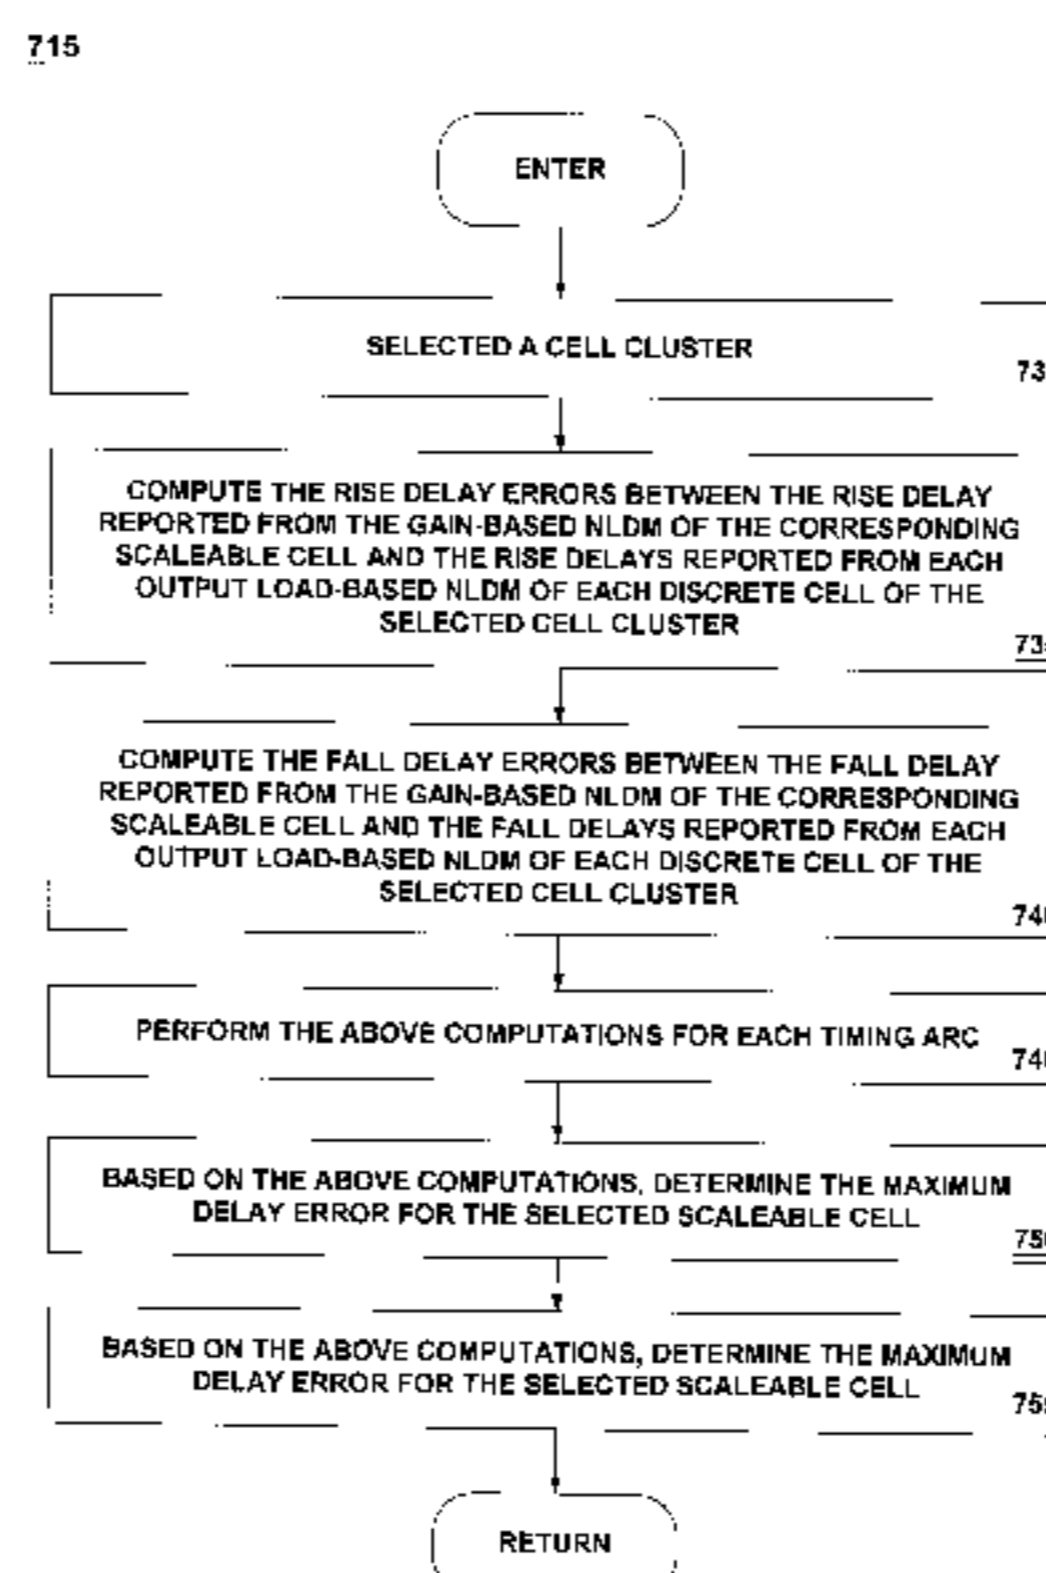 715
ENTER
SELECTED A CELL CLUSTER
COMPUTE THE RISE DELAY ERRORS BETWEEN THE RISE DELAY
REPORTED FROM THE GAIN-BASED NLDM OF THE CORRESPONDING
SCALEABLE CELL AND THE RISE DELAYS REPORTED FROM EACH
OUTPUT LOAD-BASED NLDM OF EACH DISCRETE CELL OF THE
SELECTED CELL CLUSTER
COMPUTE THE FALL DELAY ERRORS BETWEEN THE FALL DELAY
REPORTED FROM THE GAIN-BASED NLDM OF THE CORRESPONDING
SCALEABLE CELL AND THE FALL DELAYS REPORTED FROM EACH
OUTPUT LOAD-BASED NLDM OF EACH DISCRETE CELL OF THE
SELECTED CELL CLUSTER
PERFORM THE ABOVE COMPUTATIONS FOR EACH TIMING ARC
BASED ON THE ABOVE COMPUTATIONS, DETERMINE THE MAXIMUM
DELAY ERROR FOR THE SELECTED SCALEABLE CELL
BASED ON THE ABOVE COMPUTATIONS, DETERMINE THE MAXIMUM
DELAY ERROR FOR THE SELECTED SCALEABLE CELL
RETURN